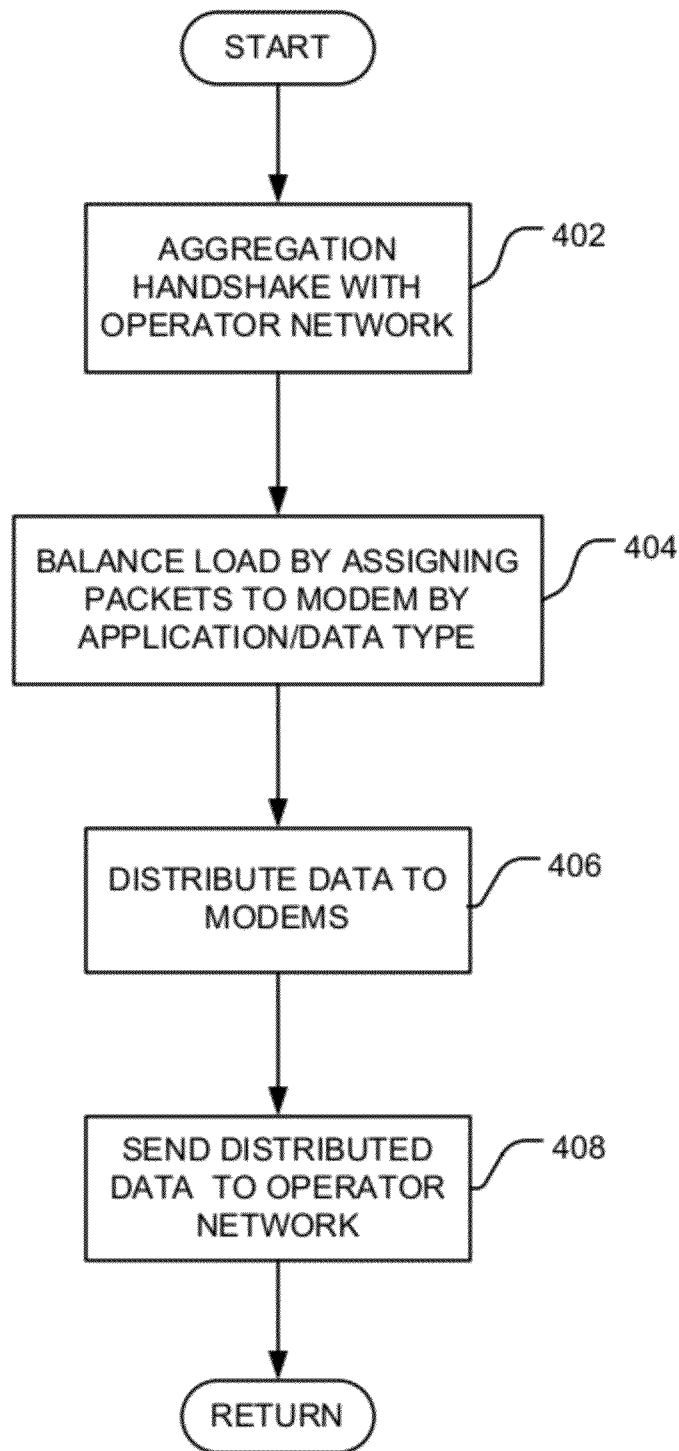 START
AGGREGATION
HANDSHAKE WITH
OPERATOR NETWORK
402
BALANCE LOAD BY ASSIGNING
PACKETS TO MODEM BY
APPLICATION/DATA TYPE
404
DISTRIBUTE DATA TO
MODEMS
406
SEND DISTRIBUTED
DATA TO OPERATOR
NETWORK
408
RETURN